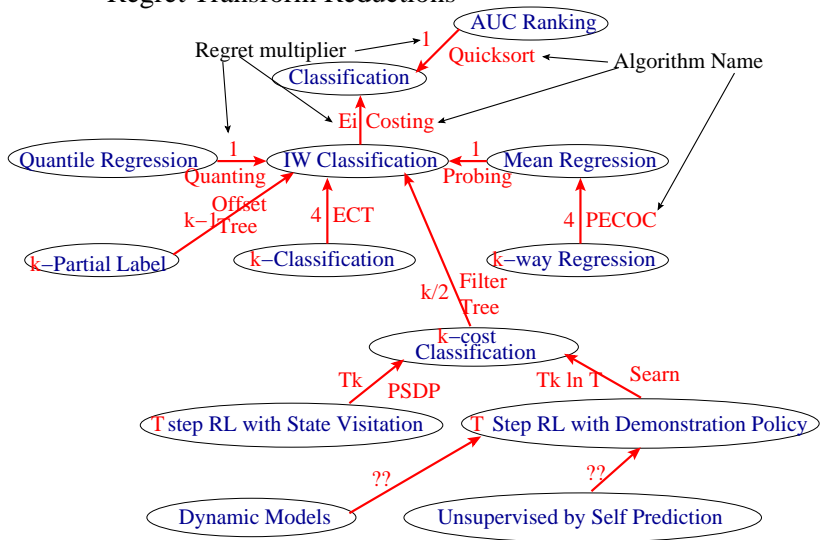 Regret Transform Reductions
AUC Ranking
Regret multiplier
1
Quicksort
Algorithm Name
Classification
Ei Costing
Quantile Regression
1
Quanting
IW Classification
1
Probing
Mean Regression
k−1
Offset
Tree
4 ECT
4 PECOC
k−Partial Label
k−Classification
k−way Regression
k/2
Filter
Tree
k−cost
Classification
Tk
PSDP
Tk ln T
Searn
T step RL with State Visitation
T Step RL with Demonstration Policy
??
??
Dynamic Models
Unsupervised by Self Prediction